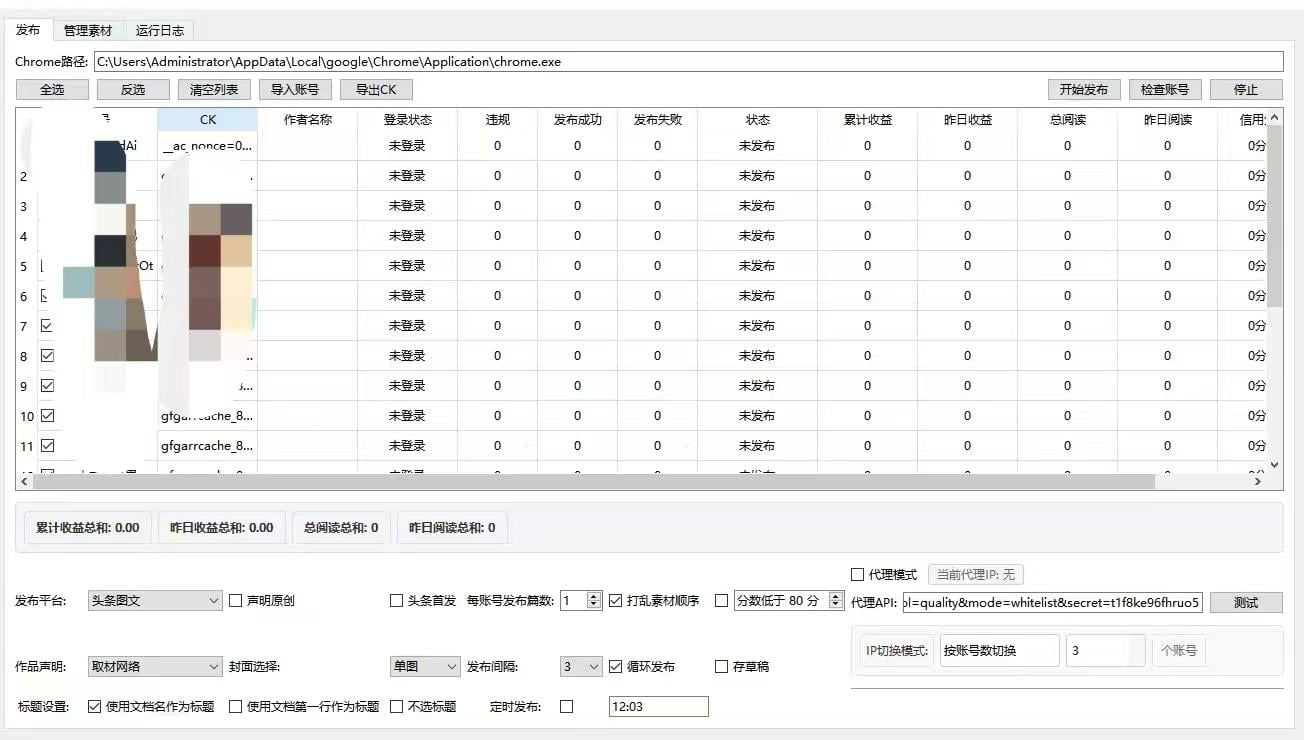 发布 管理素材 运行日志
Chrome路径: C:\Users\Administrator\AppData\Local\google\Chrome\Application\chrome.exe
全选 反选 清空列表 导入账号 导出CK 开始发布 检查账号 停止
CK 作者名称 登录状态 违规 发布成功 发布失败 状态 累计收益 昨日收益 总阅读 昨日阅读 信用
dAi __ac_nonce=0... 未登录 0 0 0 未发布 0 0 0 0 0分
2 未登录 0 0 0 未发布 0 0 0 0 0分
3 未登录 0 0 0 未发布 0 0 0 0 0分
4 未登录 0 0 0 未发布 0 0 0 0 0分
5 Ot 未登录 0 0 0 未发布 0 0 0 0 0分
6 未登录 0 0 0 未发布 0 0 0 0 0分
7 未登录 0 0 0 未发布 0 0 0 0 0分
8 ... 未登录 0 0 0 未发布 0 0 0 0 0分
9 ... 未登录 0 0 0 未发布 0 0 0 0 0分
10 gfgarrcache_8... 未登录 0 0 0 未发布 0 0 0 0 0分
11 gfgarrcache_8... 未登录 0 0 0 未发布 0 0 0 0 0分
累计收益总和: 0.00 昨日收益总和: 0.00 总阅读总和: 0 昨日阅读总和: 0
代理模式 当前代理IP: 无
发布平台: 头条图文 声明原创 头条首发 每账号发布篇数: 1 打乱素材顺序 分数低于 80 分 代理API: ol=quality&mode=whitelist&secret=t1f8ke96fhruo5 测试
IP切换模式: 按账号数切换 3 个账号
作品声明: 取材网络 封面选择: 单图 发布间隔: 3 循环发布 存草稿
标题设置: 使用文档名作为标题 使用文档第一行作为标题 不选标题 定时发布: 12:03